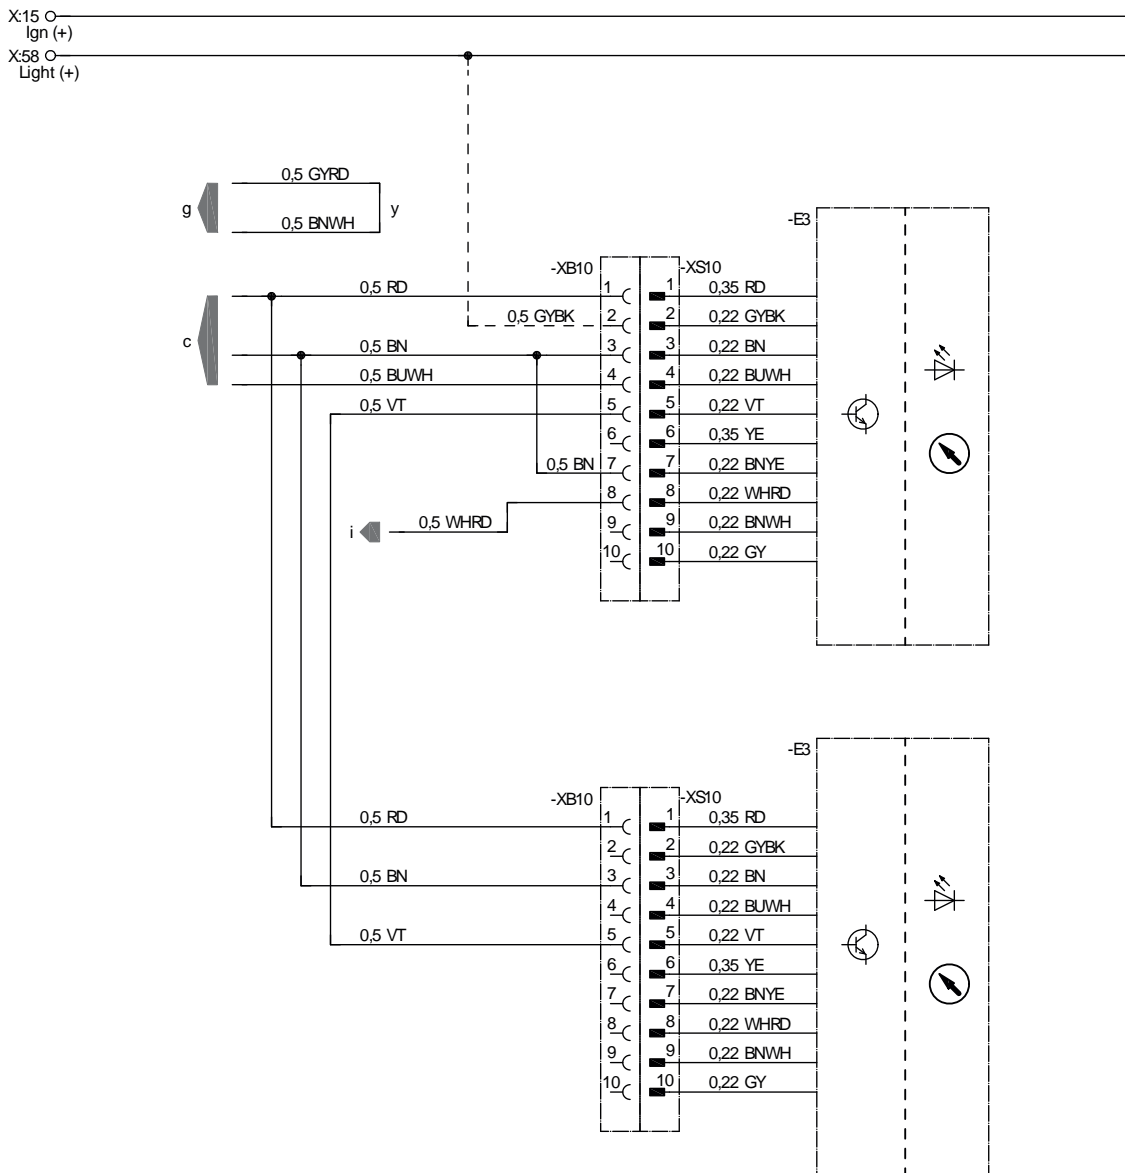 X:15
Ign (+)
X:58
Light (+)
0,5 GYRD
g
y
0,5 BNWH
-E3
-XB10
-XS10
0,5 RD
1
1
0,35 RD
0,5 GYBK
2
2
0,22 GYBK
c
0,5 BN
3
3
0,22 BN
0,5 BUWH
4
4
0,22 BUWH
0,5 VT
5
5
0,22 VT
6
6
0,35 YE
0,5 BN
7
7
0,22 BNYE
8
8
0,22 WHRD
i
0,5 WHRD
9
9
0,22 BNWH
10
10
0,22 GY
-E3
-XB10
-XS10
0,5 RD
1
1
0,35 RD
2
2
0,22 GYBK
0,5 BN
3
3
0,22 BN
4
4
0,22 BUWH
0,5 VT
5
5
0,22 VT
6
6
0,35 YE
7
7
0,22 BNYE
8
8
0,22 WHRD
9
9
0,22 BNWH
10
10
0,22 GY